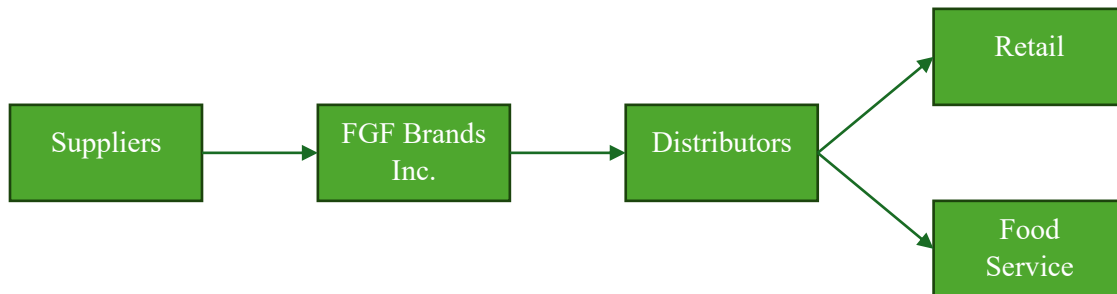 Suppliers
FGF Brands
Inc.
Distributors
Retail
Food
Service